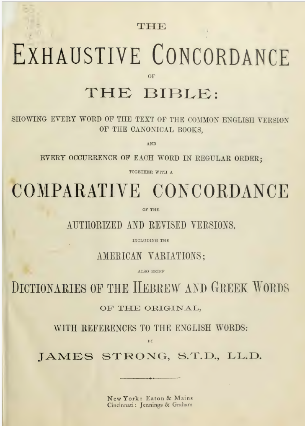 THE
EXHAUSTIVE CONCORDANCE
OF
THE BIBLE:
SHOWING EVERY WORD OF THE TEXT OF THE COMMON ENGLISH VERSION
OF THE CANONICAL BOOKS,
AND
EVERY OCCURRENCE OF EACH WORD IN REGULAR ORDER;
TOGETHER WITH A
COMPARATIVE CONCORDANCE
OF THE
AUTHORIZED AND REVISED VERSIONS,
INCLUDING THE
AMERICAN VARIATIONS;
ALSO BRIEF
DICTIONARIES OF THE HEBREW AND GREEK WORDS
OF THE ORIGINAL,
WITH REFERENCES TO THE ENGLISH WORDS:
BY
JAMES STRONG, S.T.D., LL.D.
New York: Eaton & Mains
Cincinnati: Jennings & Graham